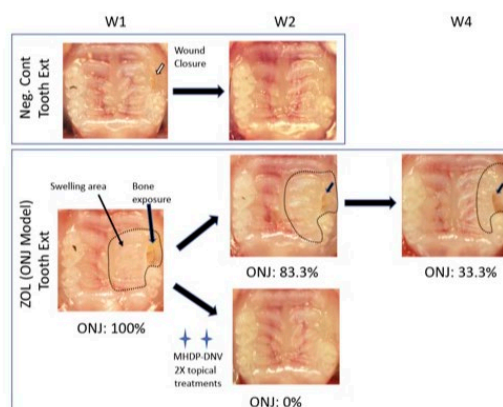 W1
W2
W4
Neg. Cont
Tooth Ext
Wound
Closure
ZOL (ONJ Model)
Tooth Ext
Swelling area
Bone
exposure
ONJ: 100%
ONJ: 83.3%
ONJ: 33.3%
MHDP-DNV
2X topical
treatments
ONJ: 0%